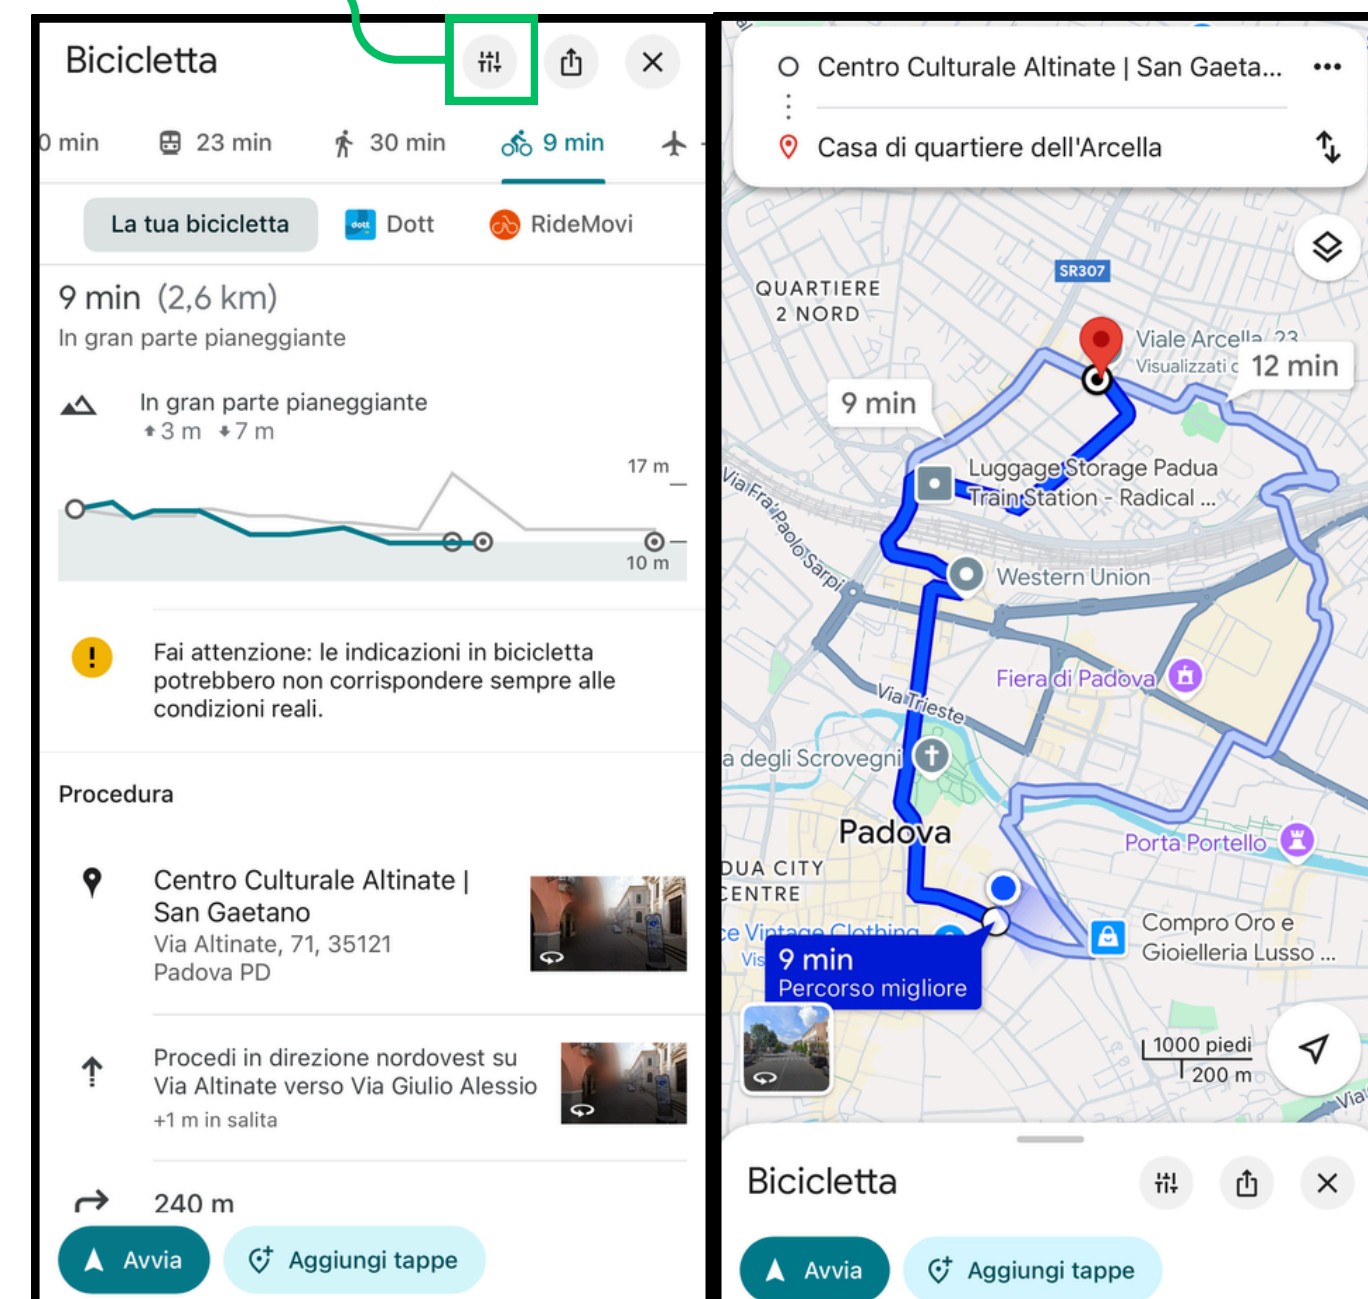 Bicicletta
0 min
23 min
30 min
9 min
La tua bicicletta
dott
Dott
RideMovi
9 min (2,6 km)
In gran parte pianeggiante
In gran parte pianeggiante
3 m 7 m
17 m
10 m
Fai attenzione: le indicazioni in bicicletta
potrebbero non corrispondere sempre alle
condizioni reali.
Procedura
Centro Culturale Altinate |
San Gaetano
Via Altinate, 71, 35121
Padova PD
Procedi in direzione nordovest su
Via Altinate verso Via Giulio Alessio
+1 m in salita
240 m
Avvia
Aggiungi tappe
Centro Culturale Altinate | San Gaeta...
Casa di quartiere dell'Arcella
SR307
QUARTIERE
2 NORD
Viale Arcella, 23
Visualizzati
12 min
9 min
Luggage Storage Padua
Train Station - Radical ...
Via Fra' Paolo Sarpi
Western Union
Fiera di Padova
Via Trieste
a degli Scrovegni
Padova
Porta Portello
DUA CITY
CENTRE
ce Vintage Clothing
Vis
Compro Oro e
Gioielleria Lusso ...
9 min
Percorso migliore
1000 piedi
200 m
Via
Bicicletta
Avvia
Aggiungi tappe